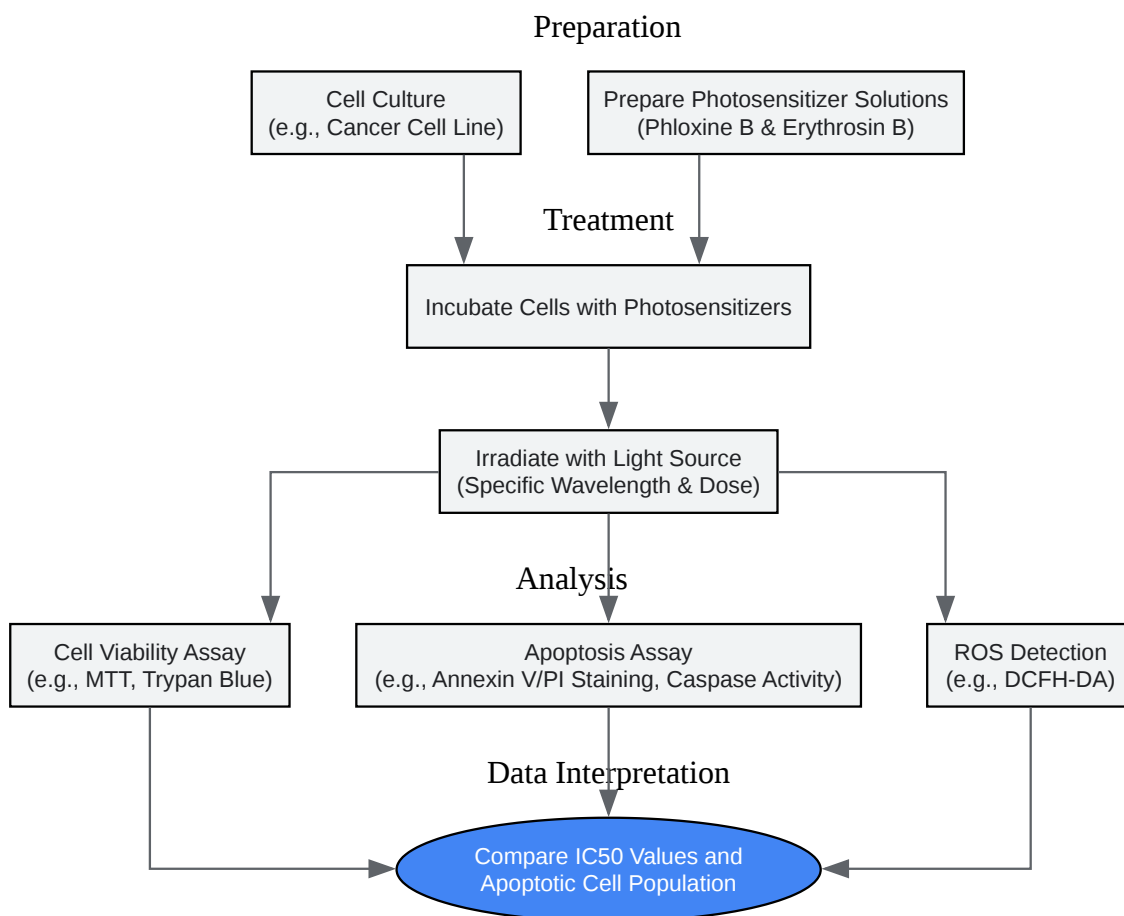 Preparation
Cell Culture
(e.g., Cancer Cell Line)
Prepare Photosensitizer Solutions
(Phloxine B & Erythrosin B)
Treatment
Incubate Cells with Photosensitizers
Irradiate with Light Source
(Specific Wavelength & Dose)
Analysis
Cell Viability Assay
(e.g., MTT, Trypan Blue)
Apoptosis Assay
(e.g., Annexin V/PI Staining, Caspase Activity)
ROS Detection
(e.g., DCFH-DA)
Data Interpretation
Compare IC50 Values and
Apoptotic Cell Population